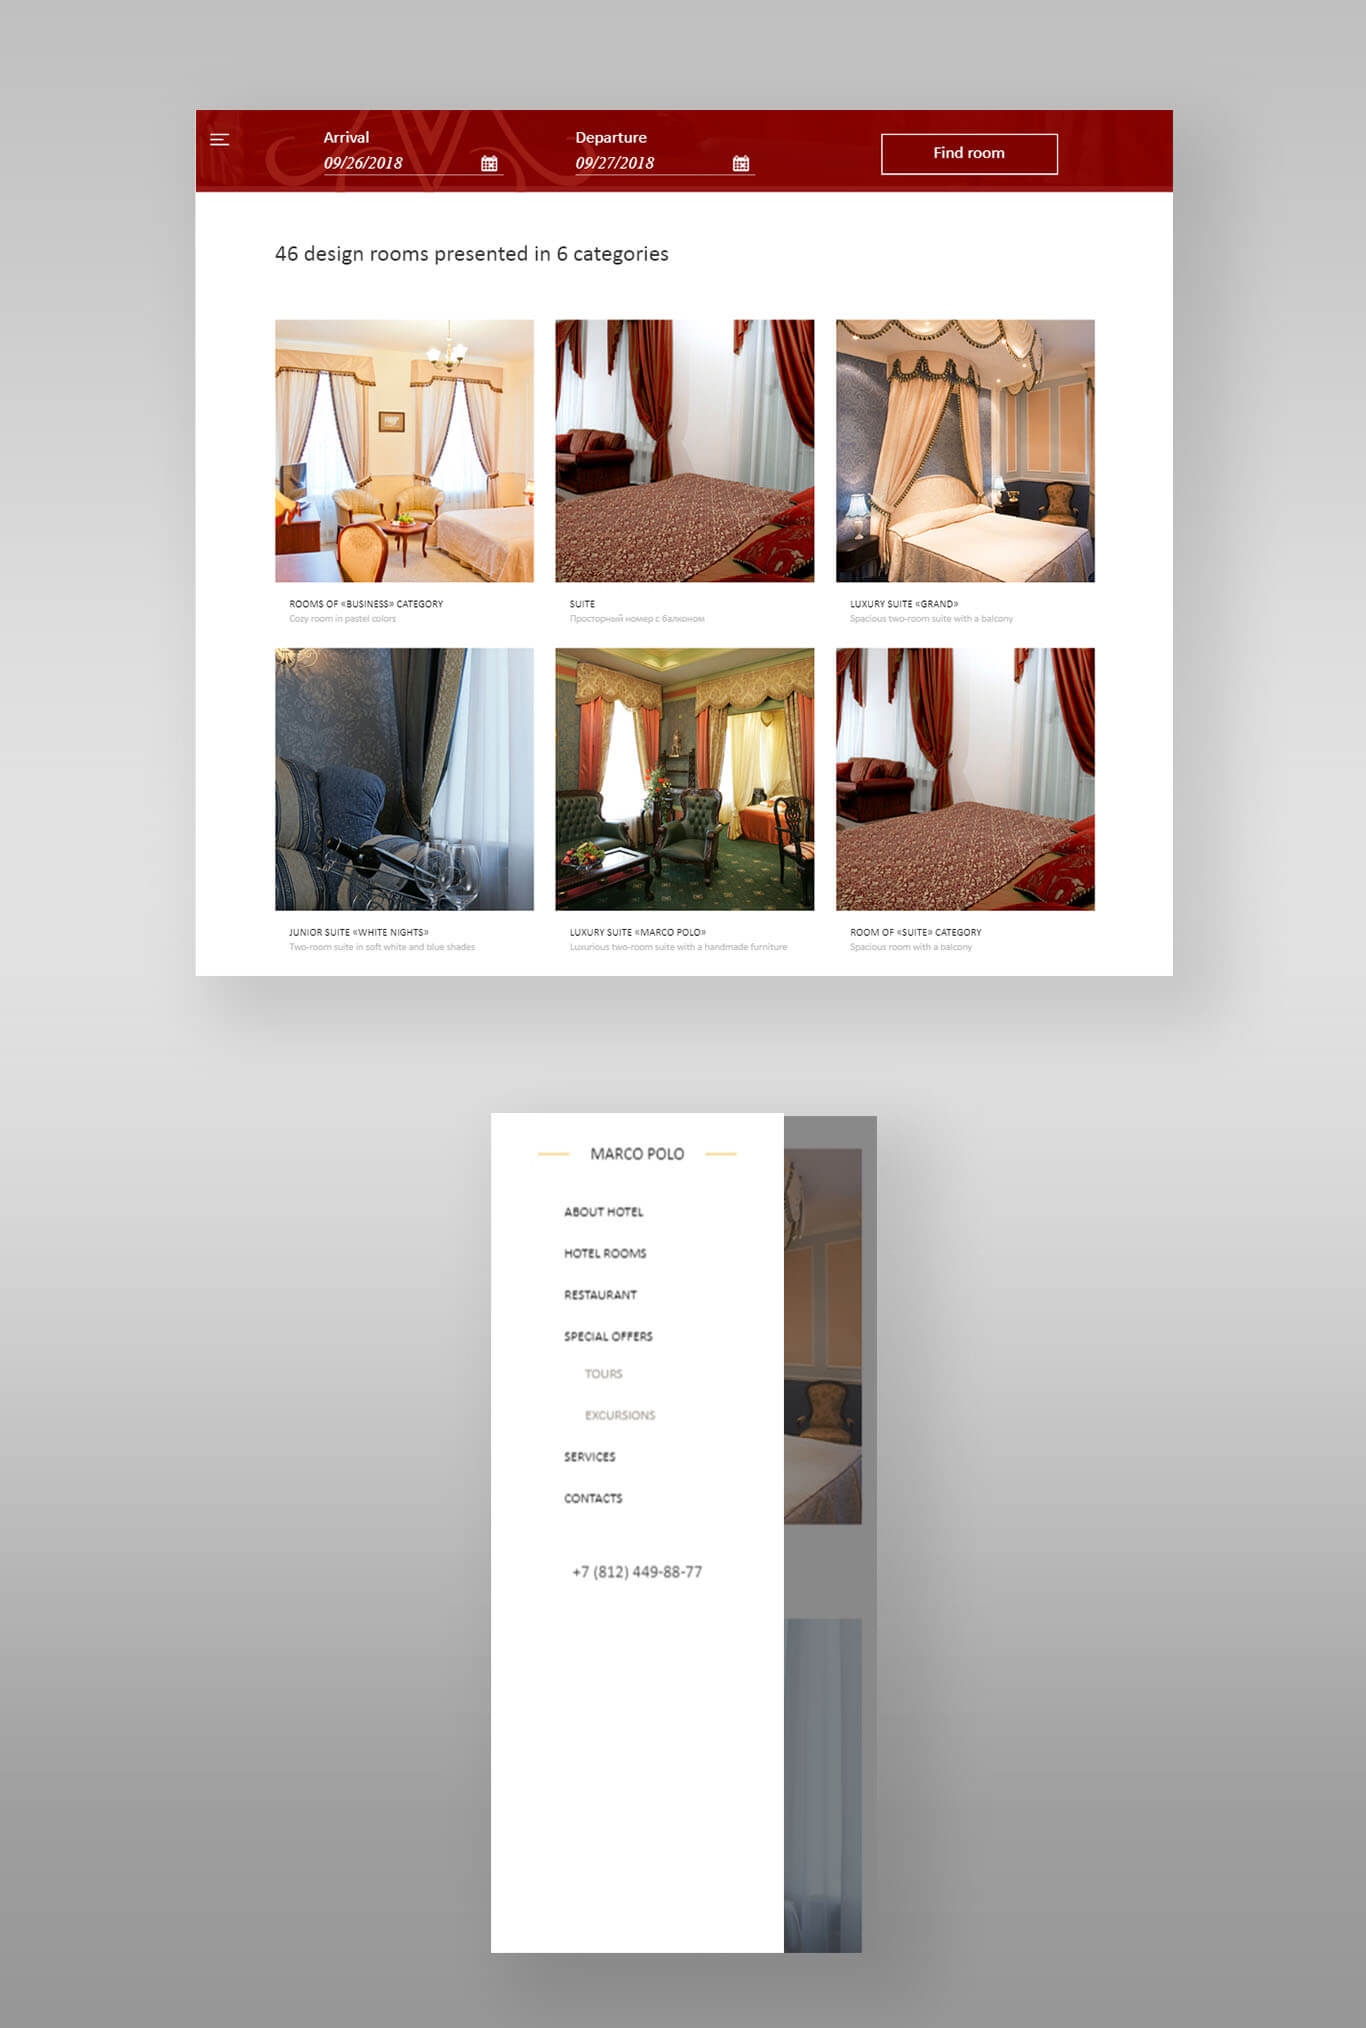 Arrival
09/26/2018
Departure
09/27/2018
Find room
46 design rooms presented in 6 categories
ROOMS OF «BUSINESS» CATEGORY
Cozy room in pastel colors
SUITE
Просторный номер с балконом
LUXURY SUITE «GRAND»
Spacious two-room suite with a balcony
JUNIOR SUITE «WHITE NIGHTS»
Two-room suite in soft white and blue shades
LUXURY SUITE «MARCO POLO»
Luxurious two-room suite with a handmade furniture
ROOM OF «SUITE» CATEGORY
Spacious room with a balcony
MARCO POLO
ABOUT HOTEL
HOTEL ROOMS
RESTAURANT
SPECIAL OFFERS
TOURS
EXCURSIONS
SERVICES
CONTACTS
+7 (812) 449-88-77